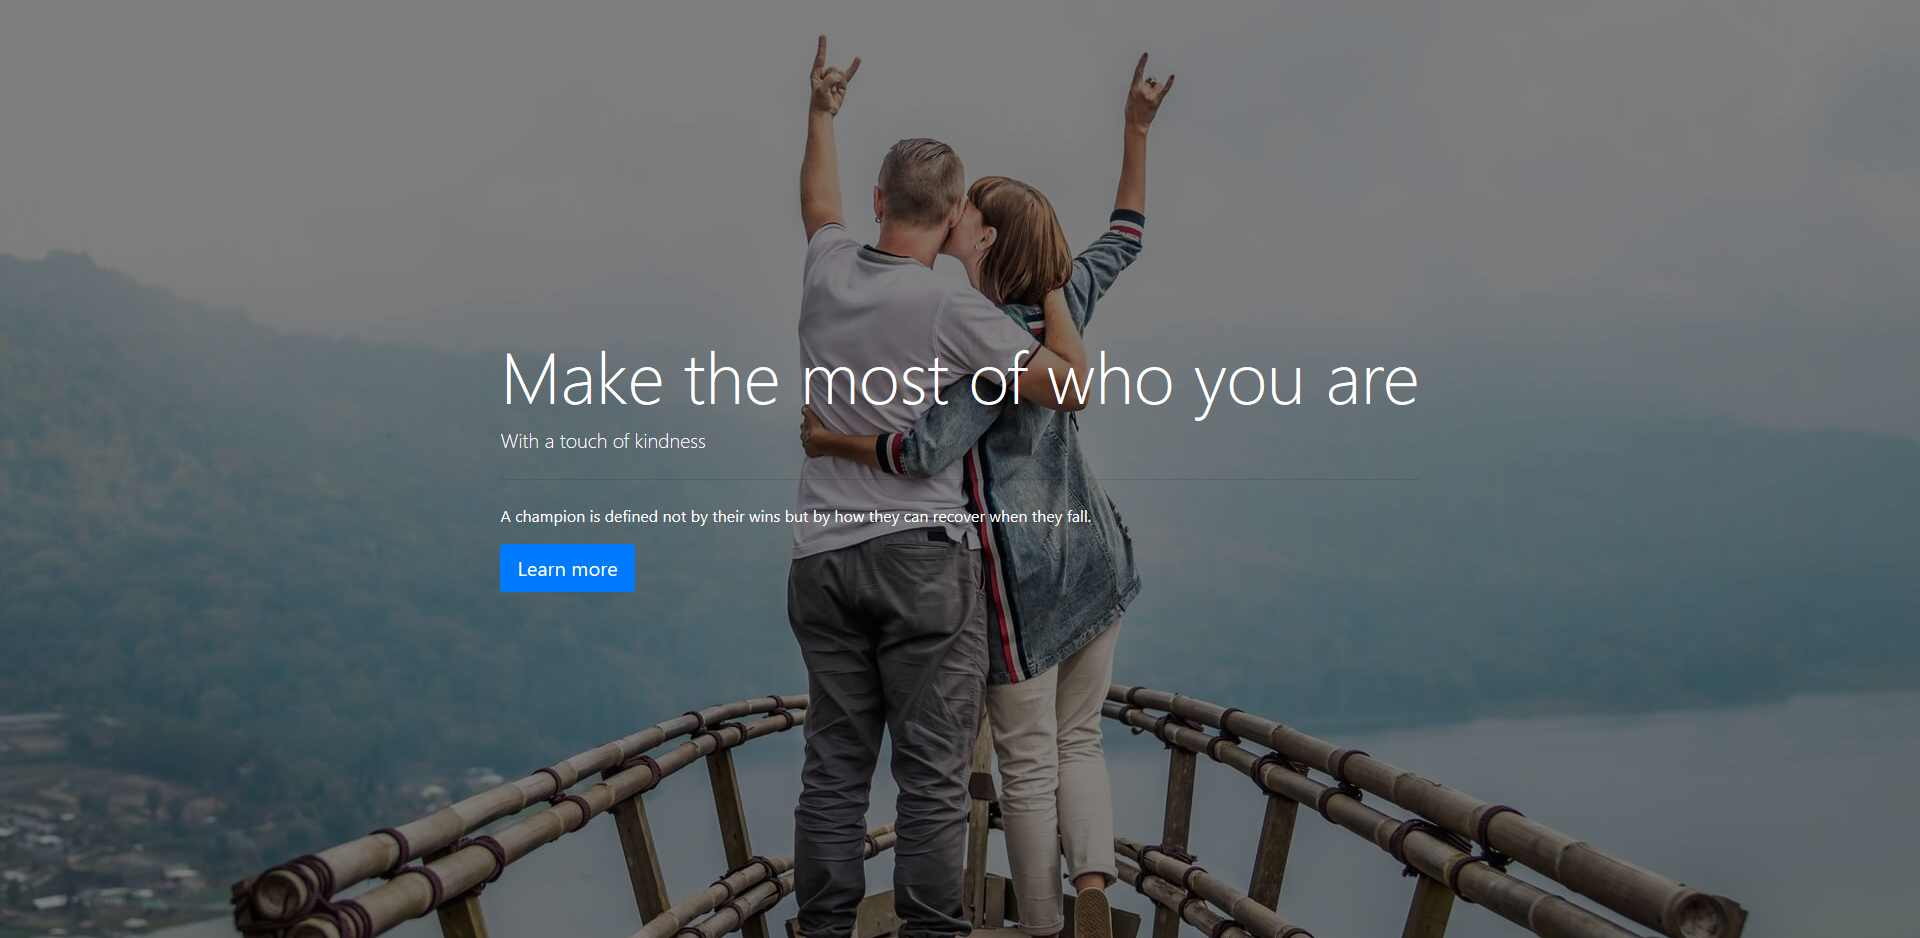 Make the most of who you are
With a touch of kindness
A champion is defined not by their wins but by how they can recover when they fall.
Learn more